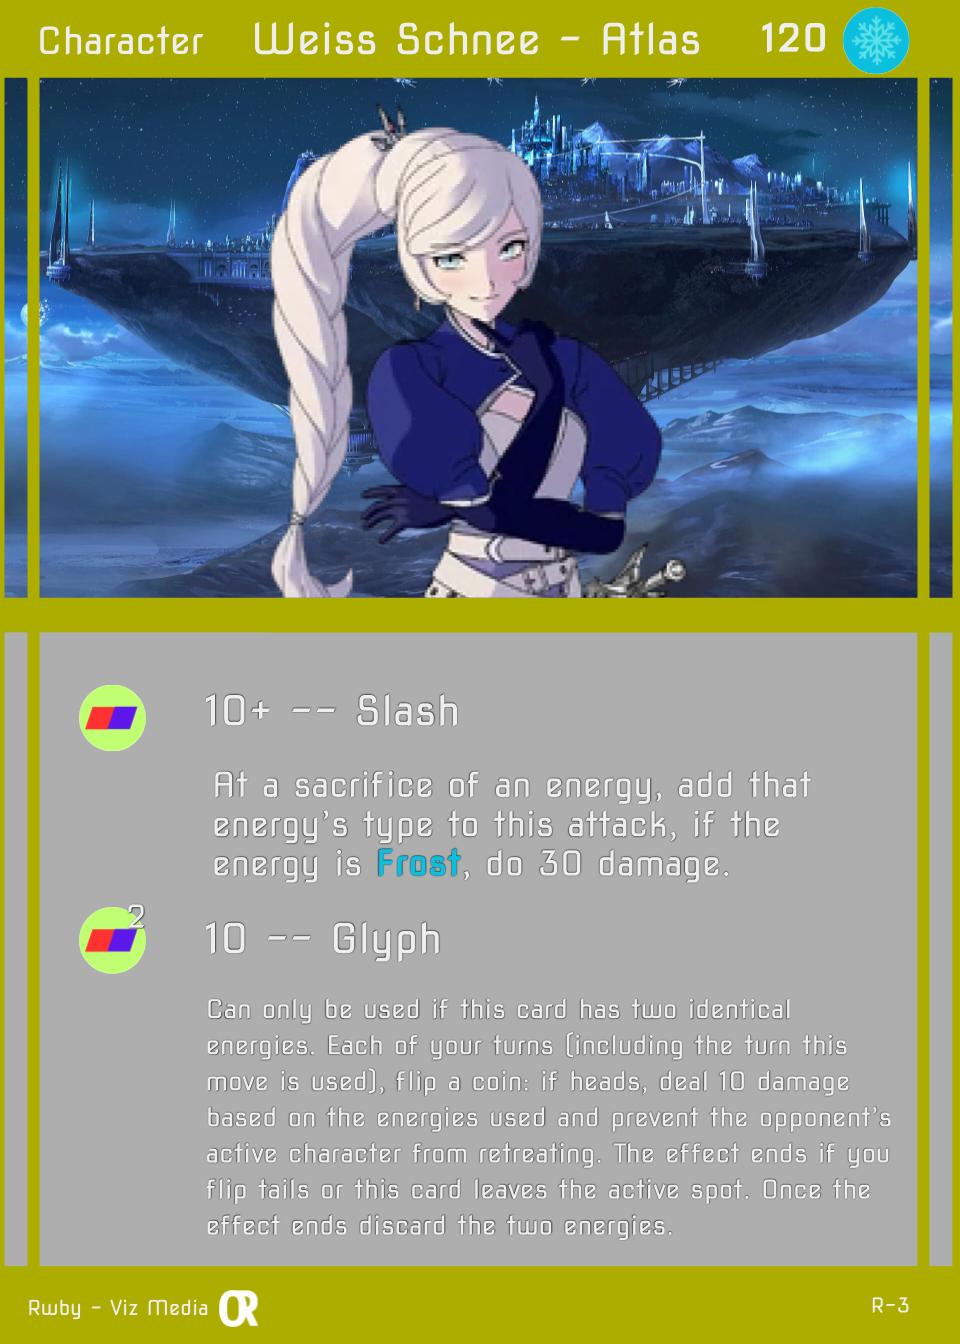 Character Weiss Schnee - Atlas 120
10+ -- Slash
At a sacrifice of an energy, add that
energy's type to this attack, if the
energy is Frost, do 30 damage.
2
10 -- Glyph
Can only be used if this card has two identical
energies. Each of your turns (including the turn this
move is used), flip a coin: if heads, deal 10 damage
based on the energies used and prevent the opponent's
active character from retreating. The effect ends if you
flip tails or this card leaves the active spot. Once the
effect ends discard the two energies.
Rwby - Viz Media OR R-3